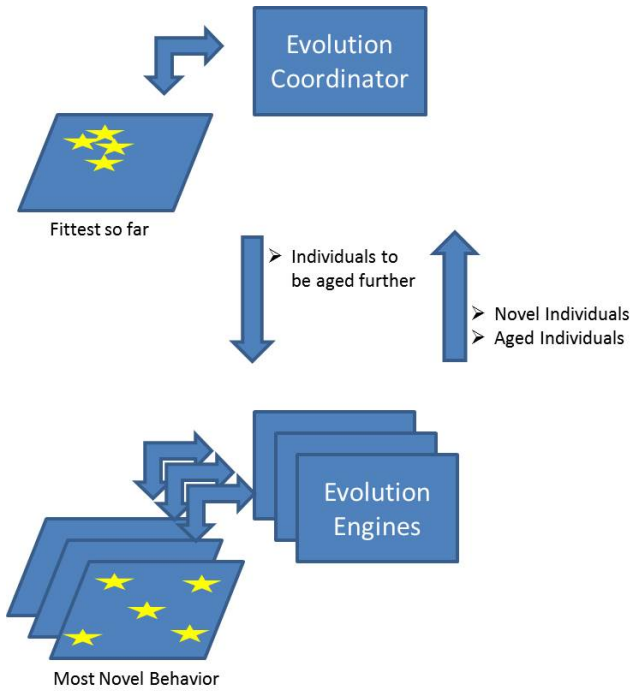 Evolution
Coordinator
Fittest so far
➢ Individuals to
be aged further
➢ Novel Individuals
➢ Aged Individuals
Evolution
Engines
Most Novel Behavior